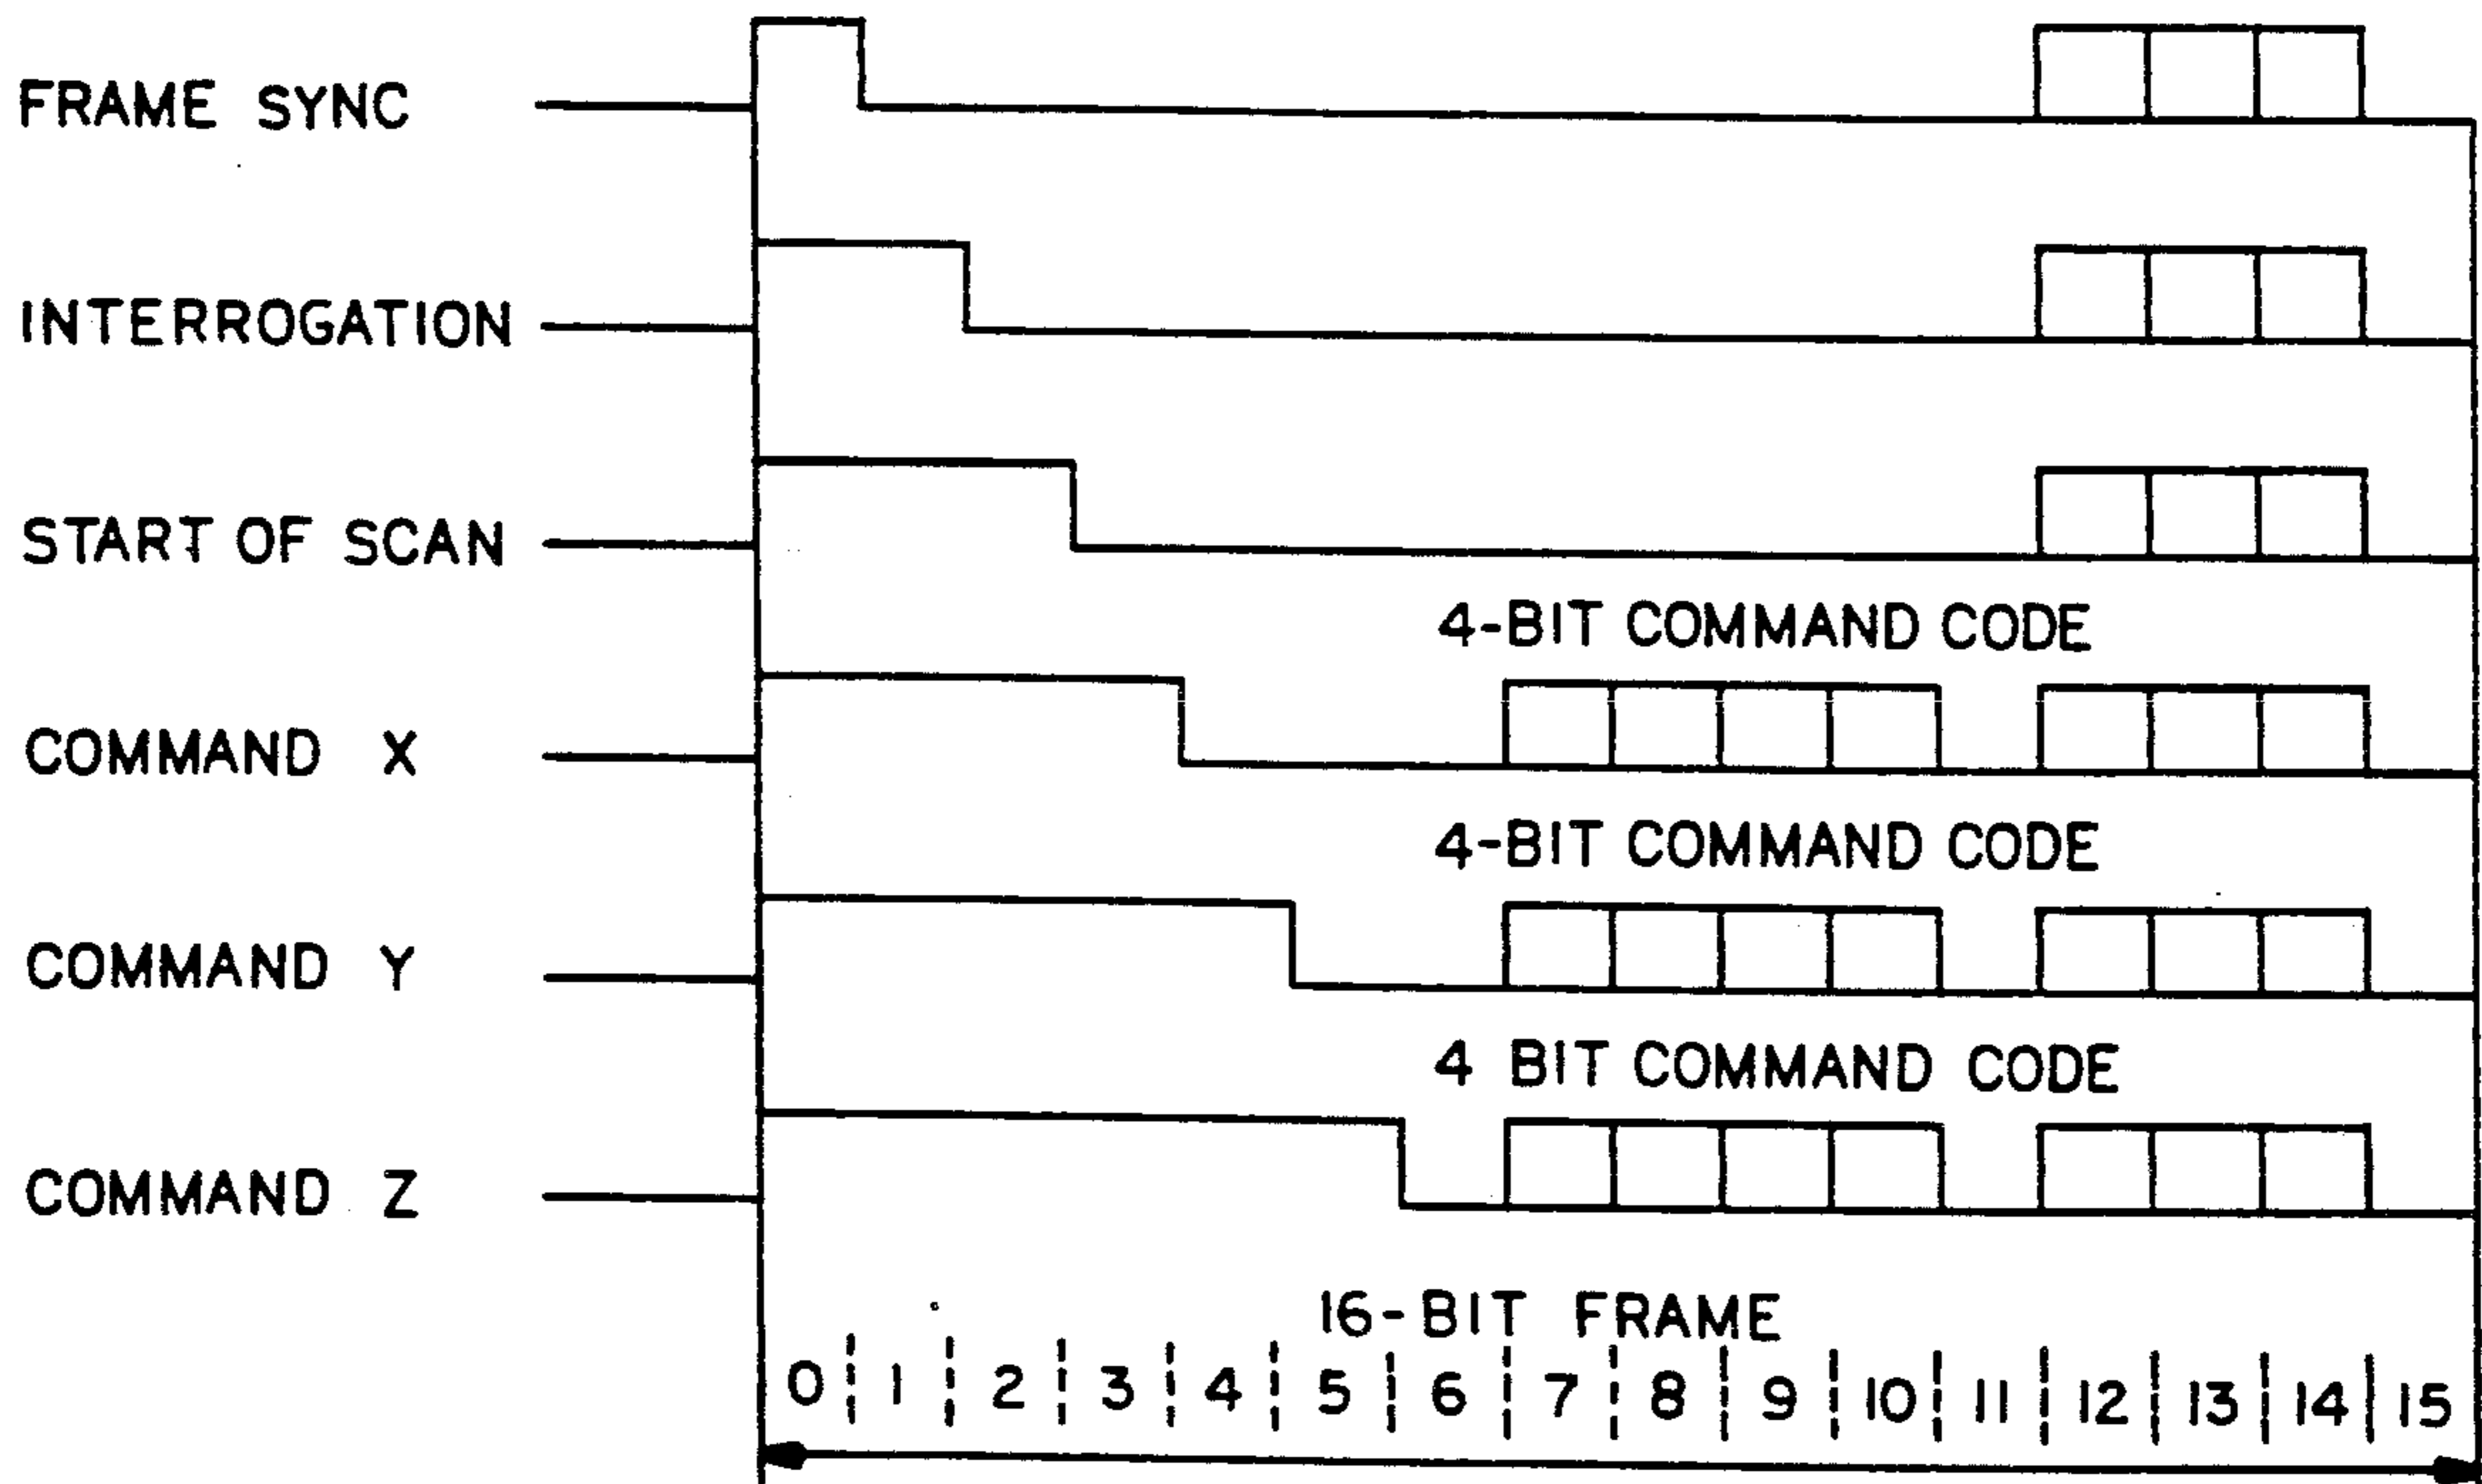 FRAME SYNC
INTERROGATION
START OF SCAN
4-BIT COMMAND CODE
COMMAND X
4-BIT COMMAND CODE
COMMAND Y
4 BIT COMMAND CODE
COMMAND Z
16-BIT FRAME
0 1 2 3 4 5 6 7 8 9 10 11 12 13 14 15